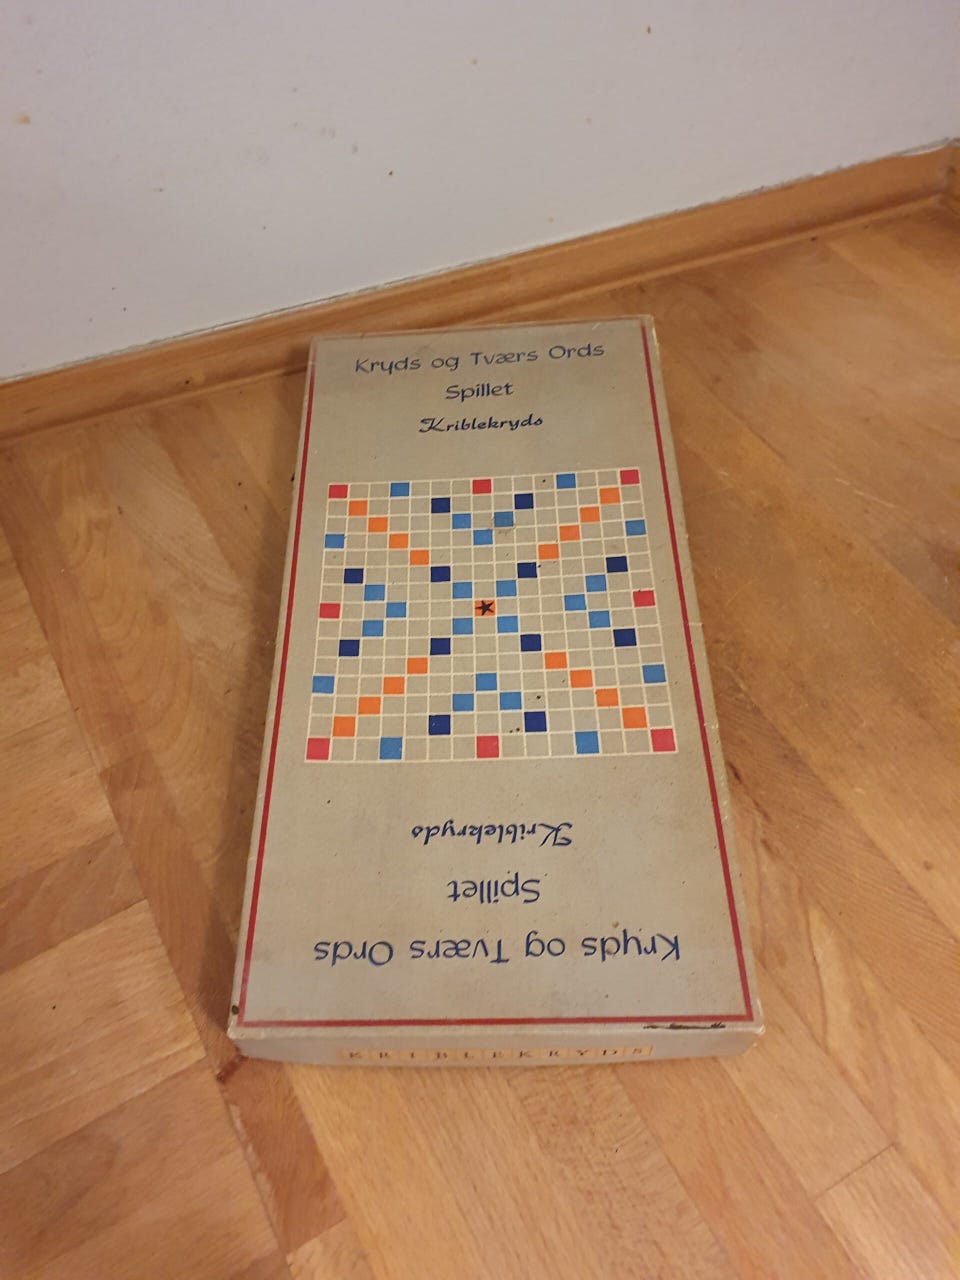 Kryds og Tværs Ords
Spillet
Kriblekryds
Kriblekryds
Spillet
Kryds og Tværs Ords
KRIBLEKRYDS